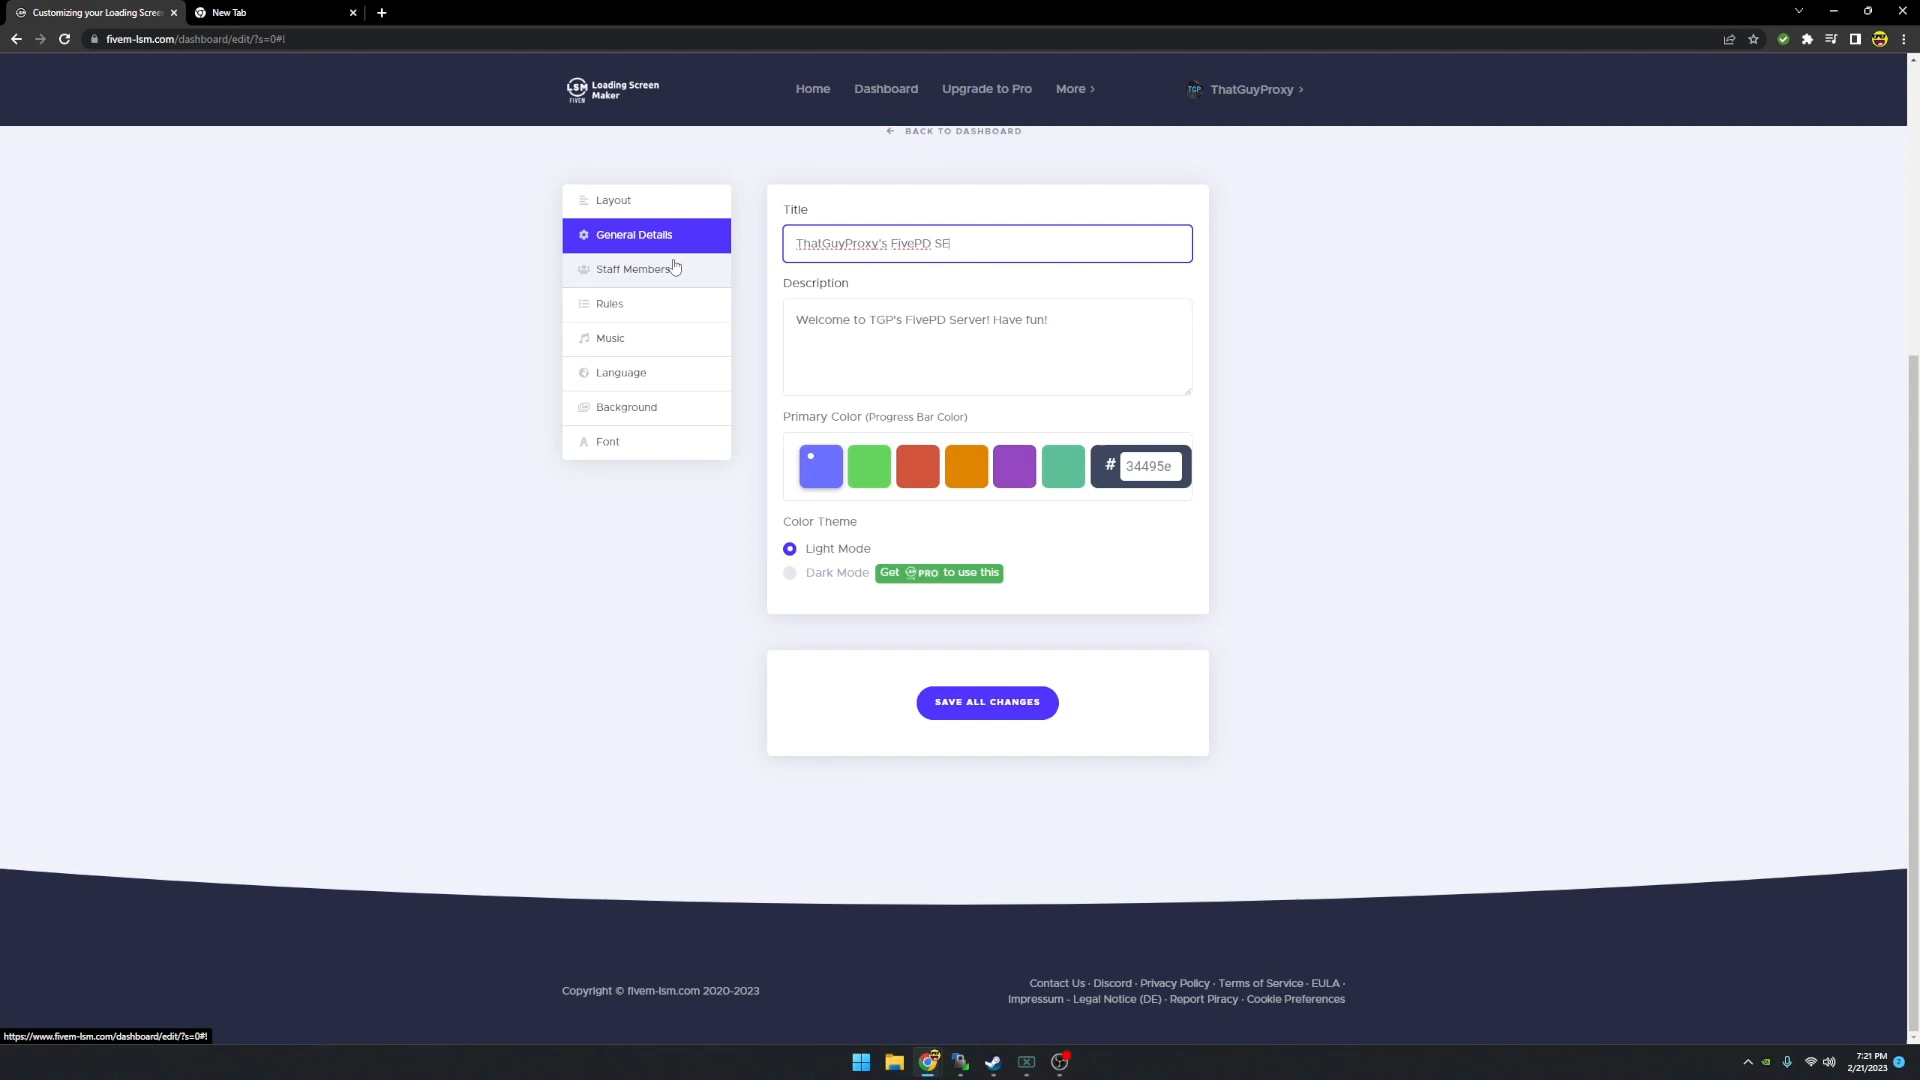 Customizing your Loading Scree
New Tab
fivem-lsm.com/dashboard/edit/?s=0#!
LSM
FIVEM
Loading Screen
Maker
Home
Dashboard
Upgrade to Pro
More >
TGP
ThatGuyProxy >
BACK TO DASHBOARD
Layout
General Details
Staff Members
Rules
Music
Language
Background
Font
Title
ThatGuyProxy's FivePD SE
Description
Welcome to TGP's FivePD Server! Have fun!
Primary Color (Progress Bar Color)
# 34495e
Color Theme
Light Mode
Dark Mode
Get LSM PRO to use this
SAVE ALL CHANGES
Copyright © fivem-lsm.com 2020-2023
Contact Us · Discord · Privacy Policy · Terms of Service · EULA ·
Impressum - Legal Notice (DE) · Report Piracy · Cookie Preferences
https://www.fivem-lsm.com/dashboard/edit/?s=0#!
7:21 PM
2/21/2023
2